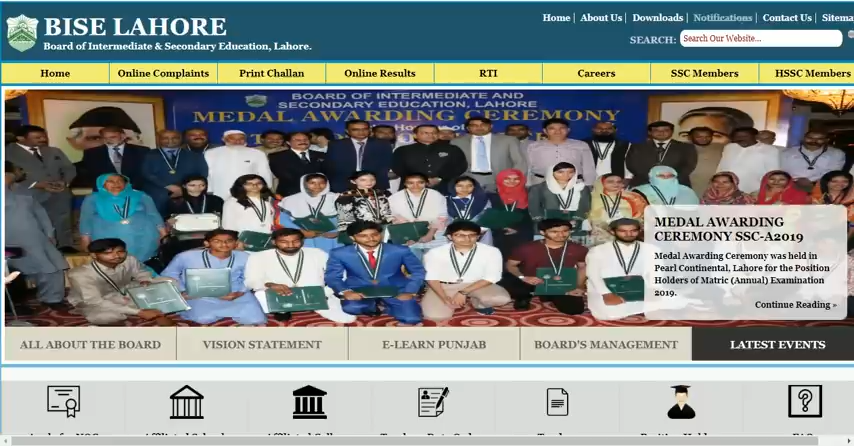 BISE LAHORE
Board of Intermediate & Secondary Education, Lahore.
Home | About Us | Downloads | Notifications | Contact Us | Sitema
SEARCH: Search Our Website...
Home Online Complaints Print Challan Online Results RTI Careers SSC Members HSSC Members
BOARD OF INTERMEDIATE AND
SECONDARY EDUCATION, LAHORE
MEDAL AWARDING CEREMONY
MEDAL AWARDING
CEREMONY SSC-A2019
Medal Awarding Ceremony was held in
Pearl Continental, Lahore for the Position
Holders of Matric (Annual) Examination
2019.
Continue Reading »
ALL ABOUT THE BOARD VISION STATEMENT E-LEARN PUNJAB BOARD'S MANAGEMENT LATEST EVENTS